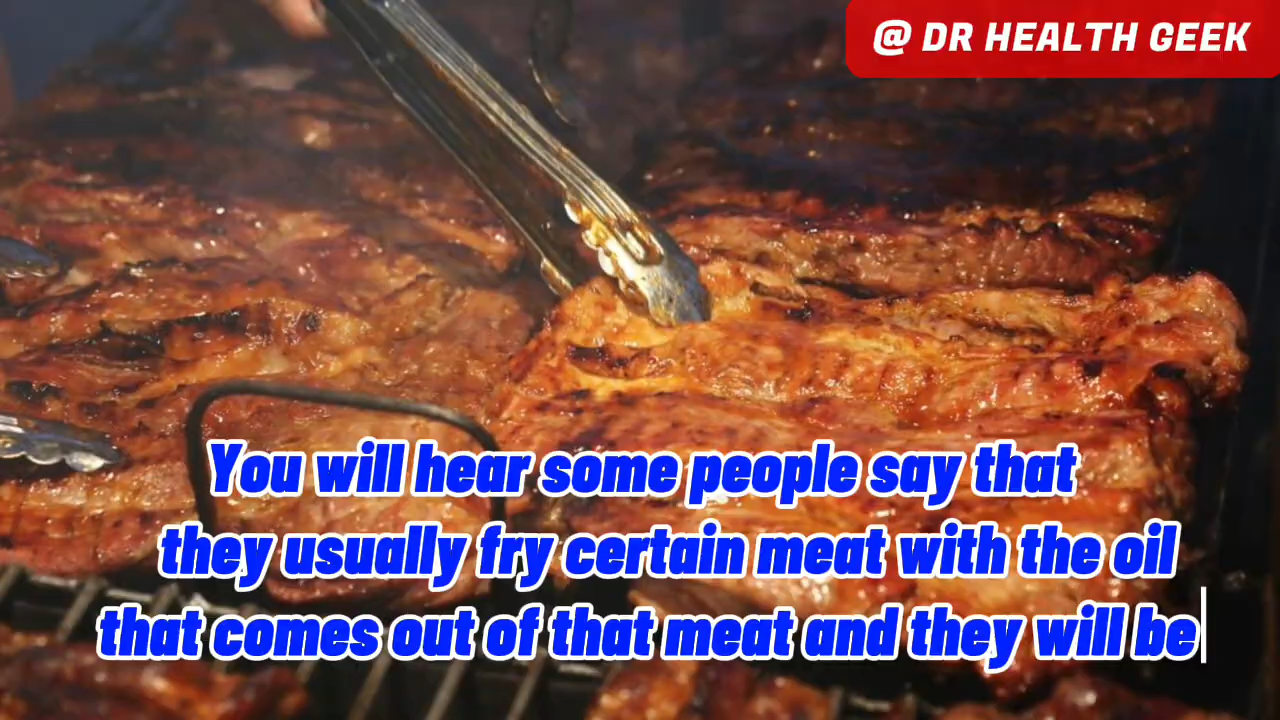 @ DR HEALTH GEEK
You will hear some people say that
they usually fry certain meat with the oil
that comes out of that meat and they will be